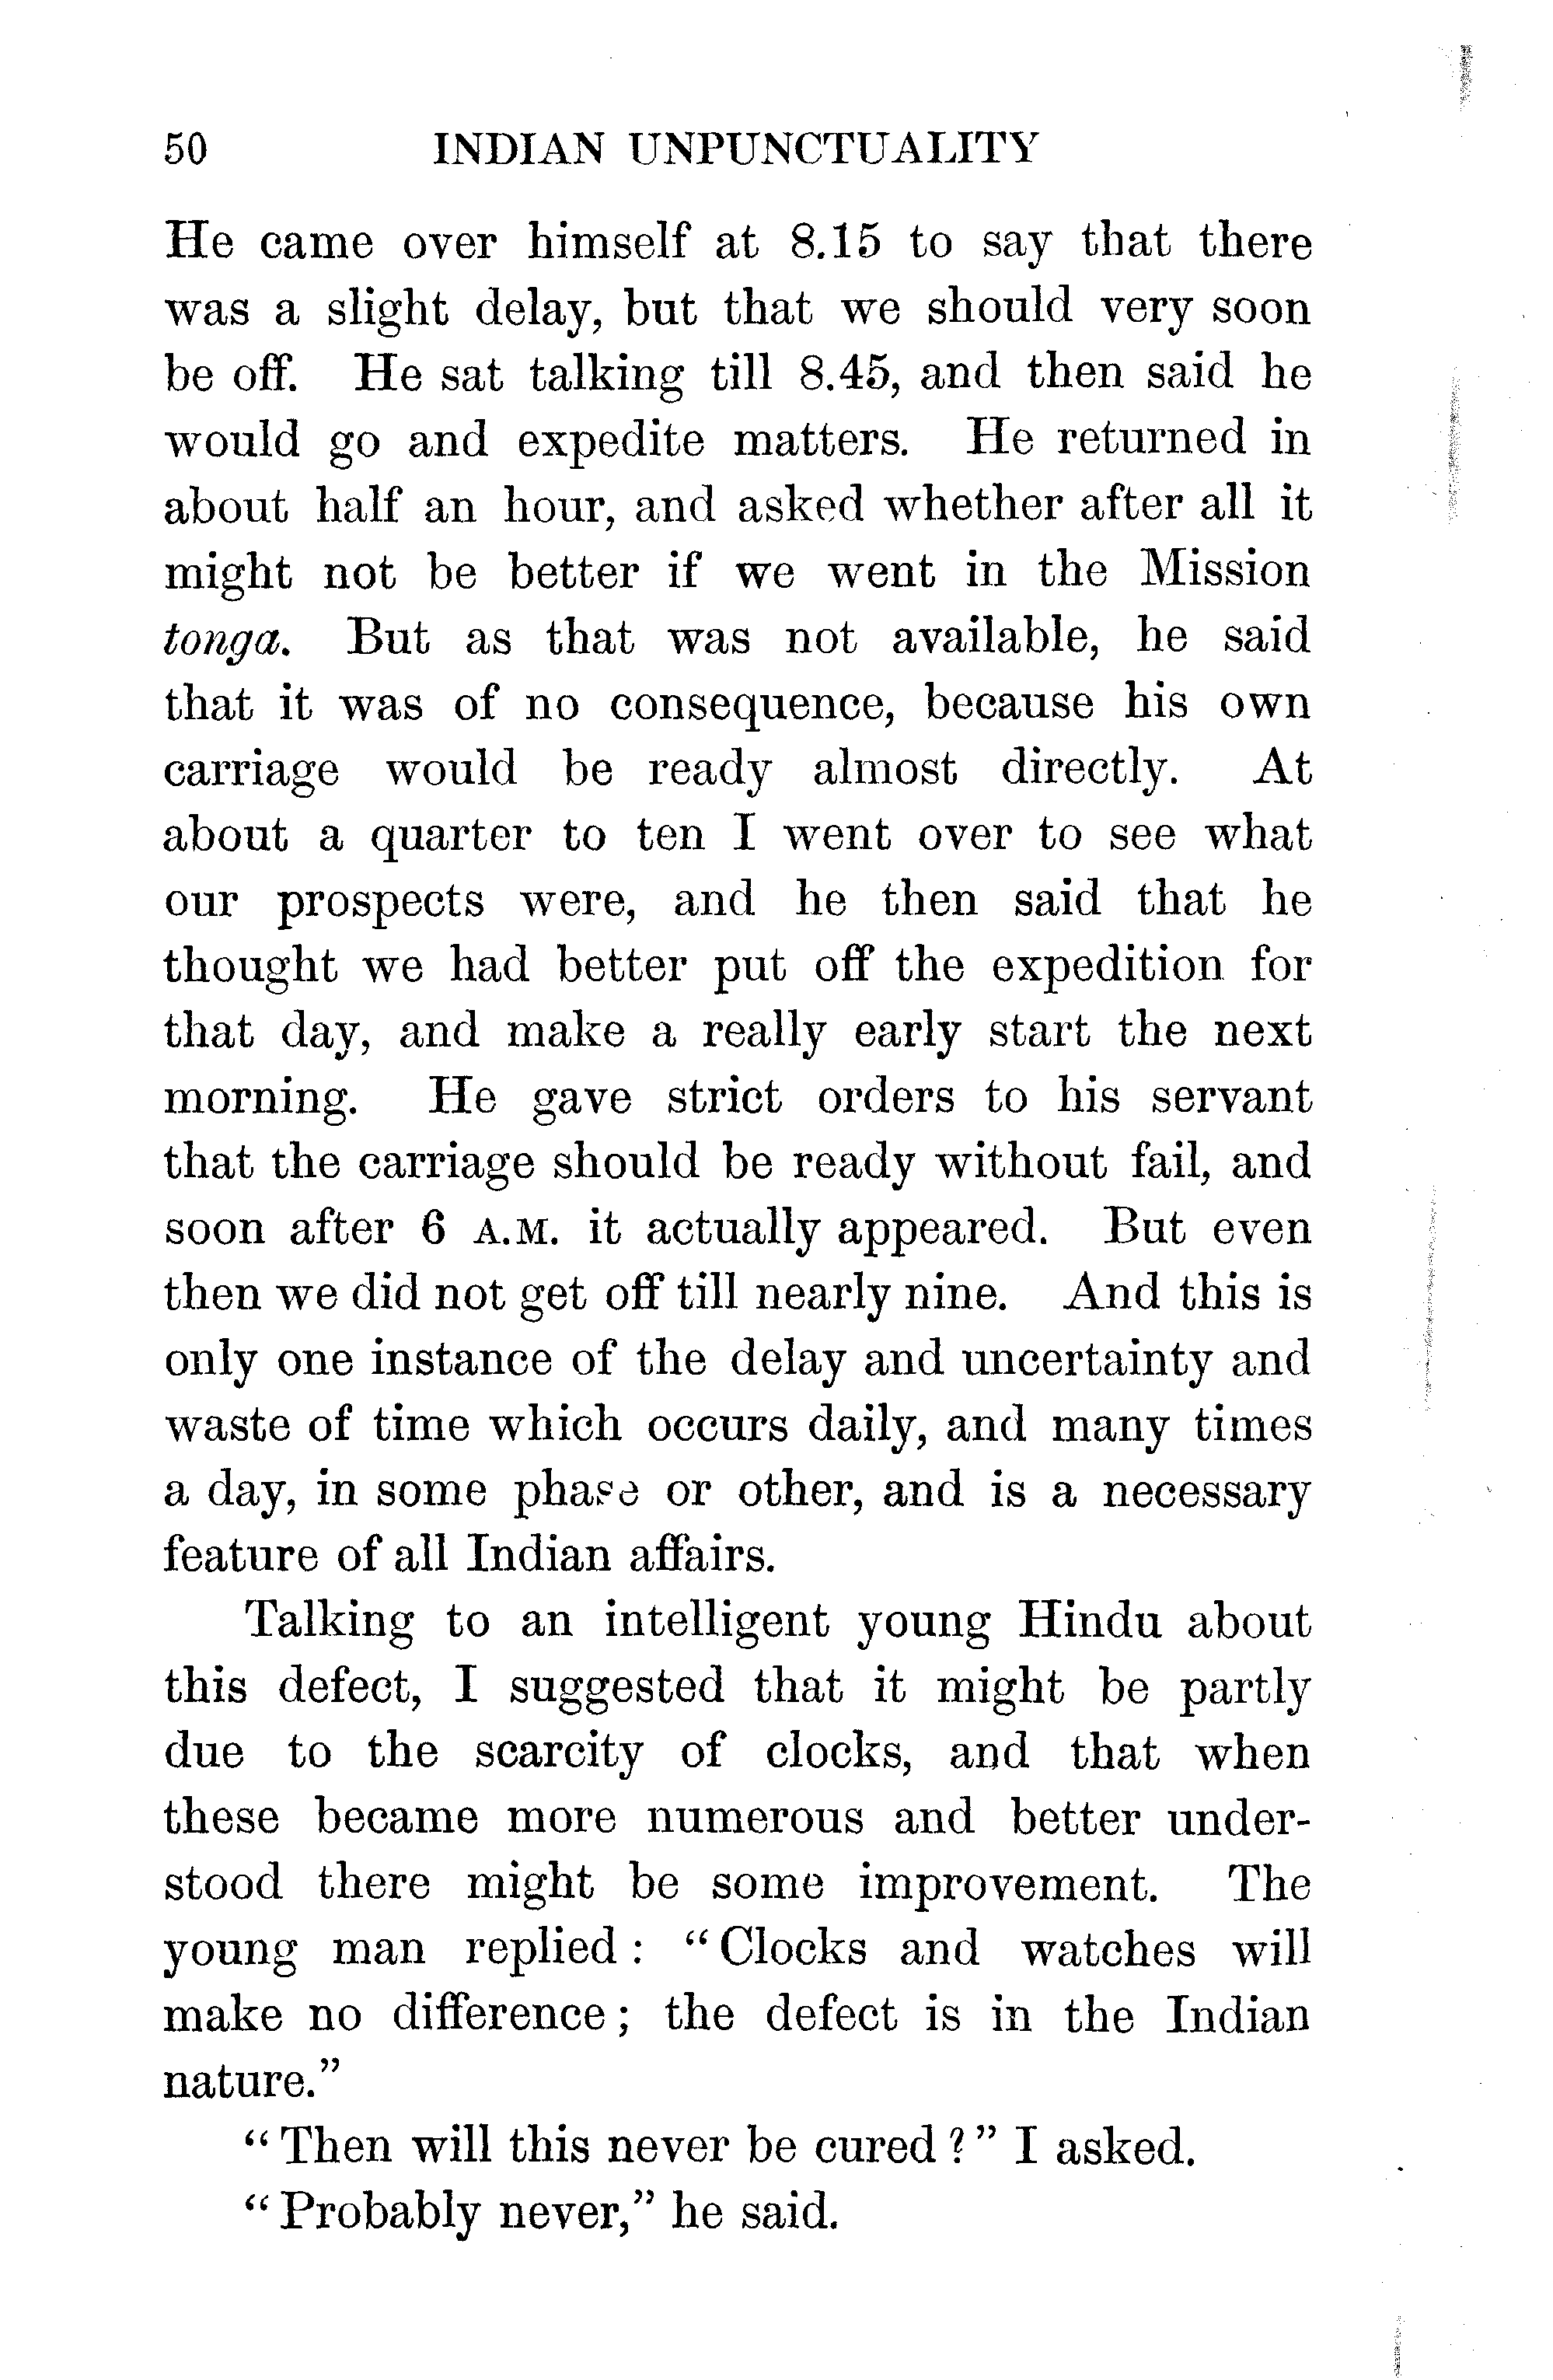 50 INDIAN UNPUNCTUALITY
He came over himself at 8.15 to say that there
was a slight delay, but that we should very soon
be off. He sat talking till 8.45, and then said he
would go and expedite matters. He returned in
about half an hour, and asked whether after all it
might not be better if we went in the Mission
tonga. But as that was not available, he said
that it was of no consequence, because his own
carriage would be ready almost directly. At
about a quarter to ten I went over to see what
our prospects were, and he then said that he
thought we had better put off the expedition for
that day, and make a really early start the next
morning. He gave strict orders to his servant
that the carriage should be ready without fail, and
soon after 6 A.M. it actually appeared. But even
then we did not get off till nearly nine. And this is
only one instance of the delay and uncertainty and
waste of time which occurs daily, and many times
a day, in some phase or other, and is a necessary
feature of all Indian affairs.
Talking to an intelligent young Hindu about
this defect, I suggested that it might be partly
due to the scarcity of clocks, and that when
these became more numerous and better under-
stood there might be some improvement. The
young man replied: "Clocks and watches will
make no difference; the defect is in the Indian
nature."
"Then will this never be cured?" I asked.
"Probably never," he said.